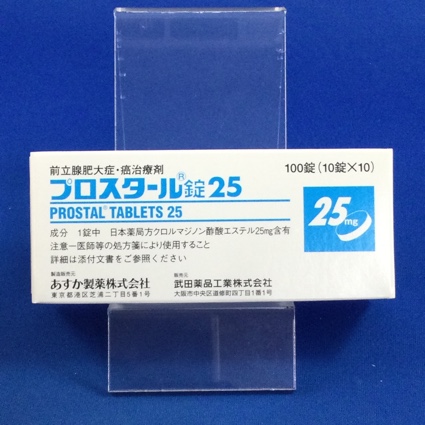 前立腺肥大症・癌治療剤
100錠(10錠×10)
プロスタール®錠25
PROSTAL® TABLETS 25
25mg
成分 1錠中 日本薬局方クロルマジノン酢酸エステル25mg含有
注意−医師等の処方箋により使用すること
詳細は添付文書をご参照ください
製造販売元
あすか製薬株式会社
東京都港区芝浦二丁目5番1号
販売元
武田薬品工業株式会社
大阪市中央区道修町四丁目1番1号